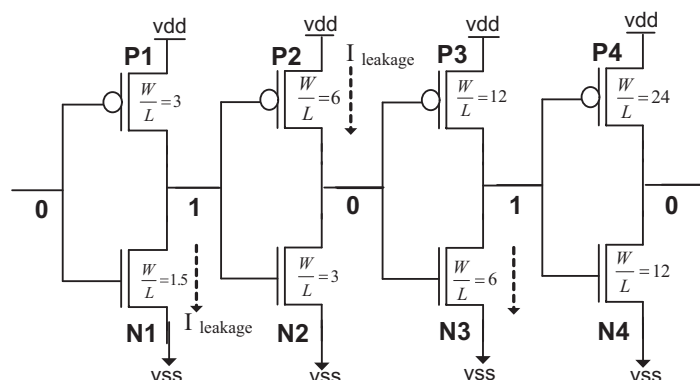 vdd vdd vdd vdd
P1 P2 P3 P4
I leakage
W/L=3 W/L=6 W/L=12 W/L=24
0 1 0 1 0
W/L=1.5 W/L=3 W/L=6 W/L=12
I leakage
N1 N2 N3 N4
vss vss vss vss